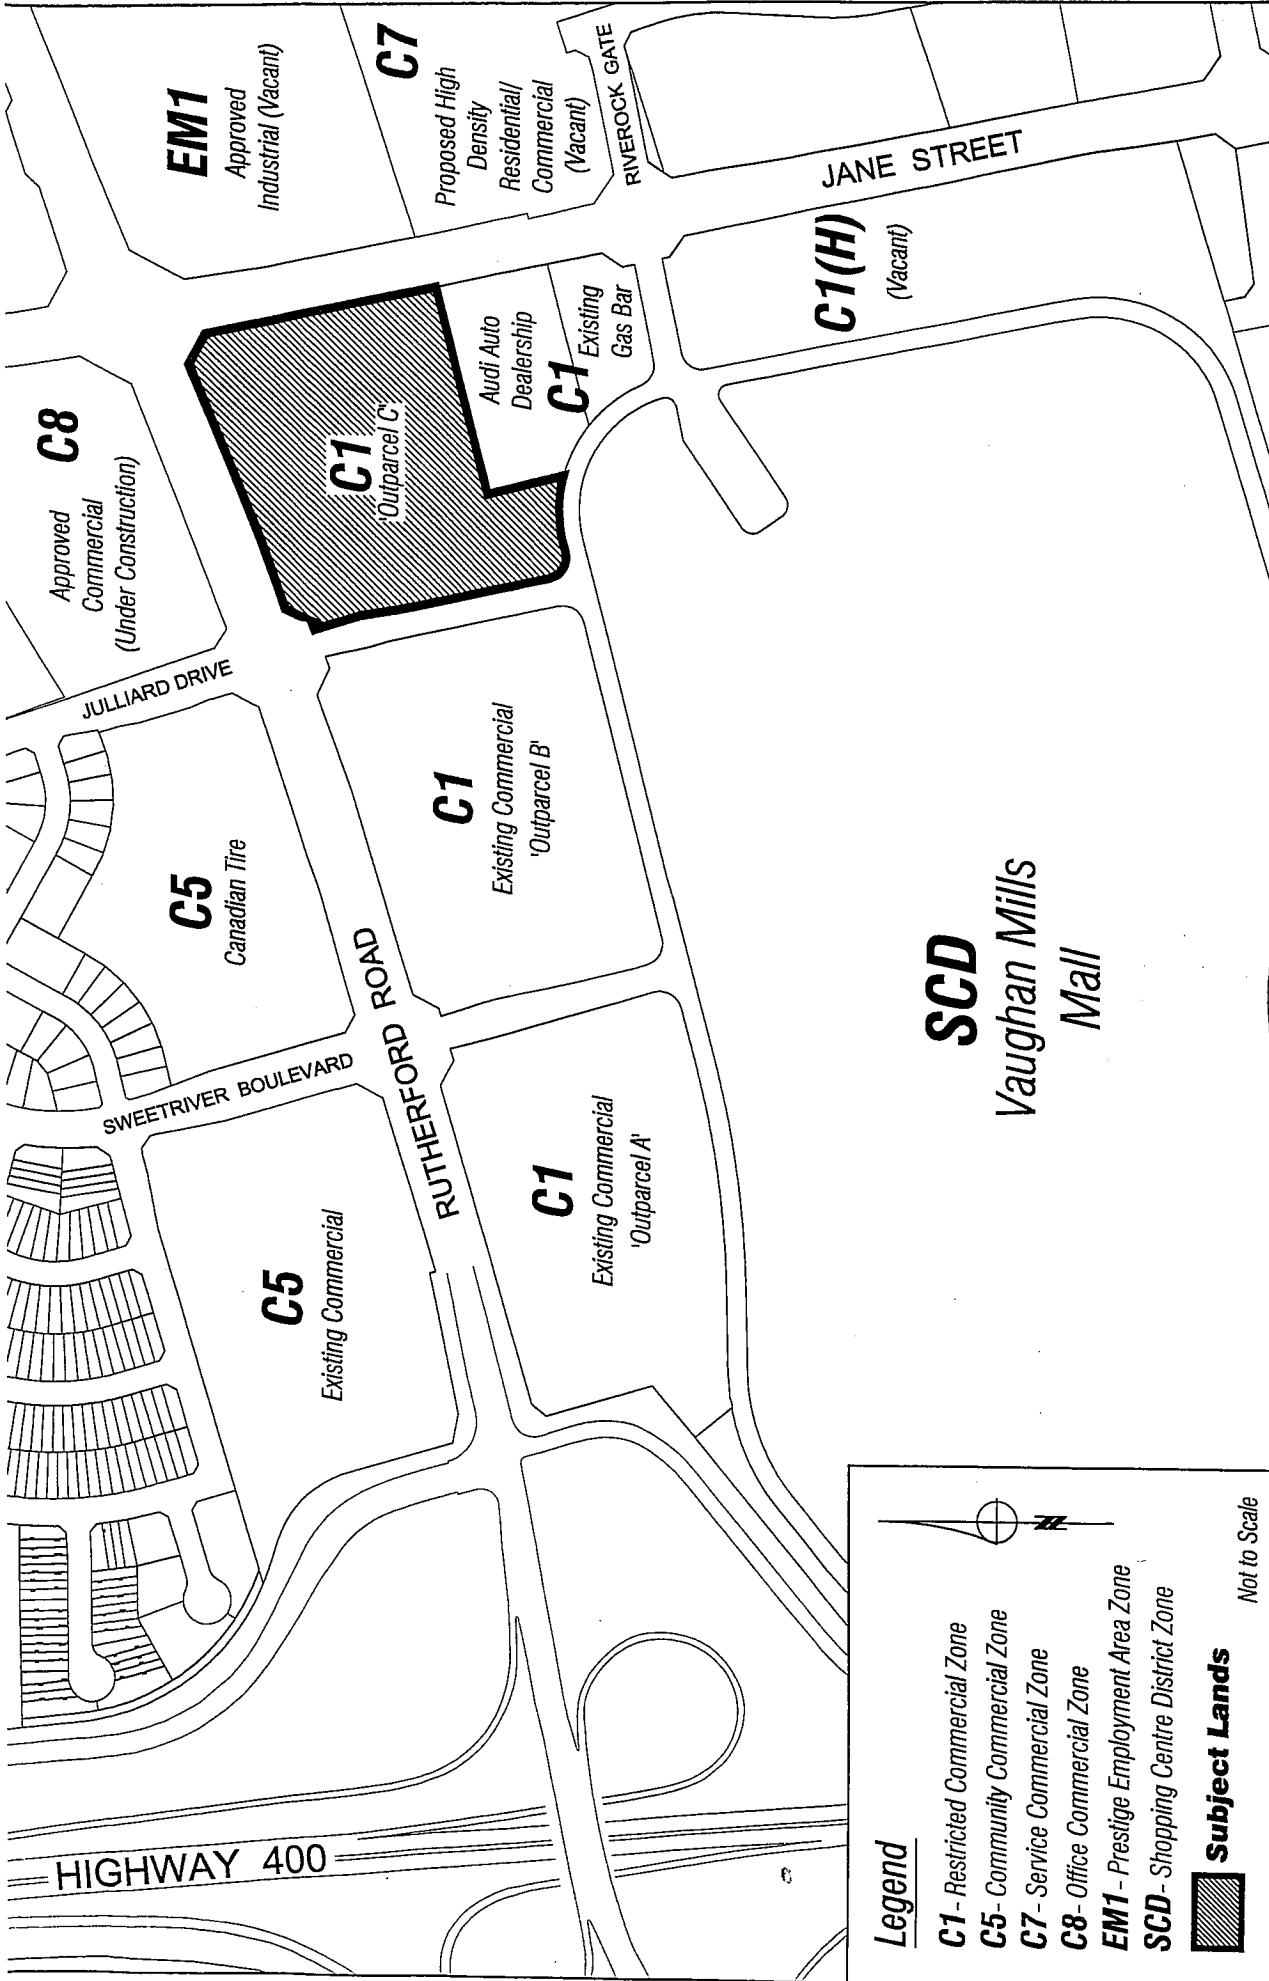 HIGHWAY 400
C5
Existing Commercial
SWEETRIVER BOULEVARD
C5
Canadian Tire
JULLIARD DRIVE
C8
Approved
Commercial
(Under Construction)
EM1
Approved
Industrial (Vacant)
C7
Proposed High
Density
Residential/
Commercial
(Vacant)
RIVEROCK GATE
RUTHERFORD ROAD
C1
Existing Commercial
'Outparcel A'
C1
Existing Commercial
'Outparcel B'
C1
'Outparcel C'
Audi Auto
Dealership
C1
Existing
Gas Bar
JANE STREET
C1(H)
(Vacant)
SCD
Vaughan Mills
Mall
Legend
C1 - Restricted Commercial Zone
C5 - Community Commercial Zone
C7 - Service Commercial Zone
C8 - Office Commercial Zone
EM1 - Prestige Employment Area Zone
SCD - Shopping Centre District Zone
Subject Lands
N
Not to Scale